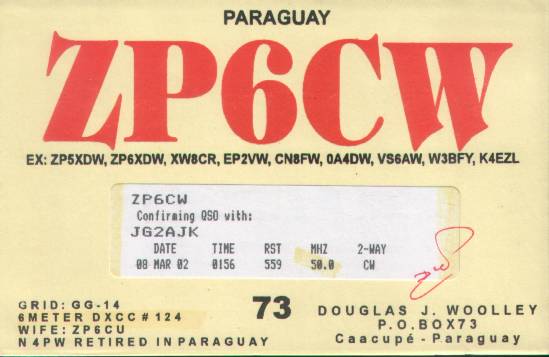 PARAGUAY
ZP6CW
EX: ZP5XDW, ZP6XDW, XW8CR, EP2VW, CN8FW, 0A4DW, VS6AW, W3BFY, K4EZL
ZP6CW
Confirming QSO with:
JG2AJK
DATE TIME RST MHZ 2-WAY
08 MAR 02 0156 559 50.0 CW
GRID: GG-14
6METER DXCC # 124
WIFE: ZP6CU
N4PW RETIRED IN PARAGUAY
73
DOUGLAS J. WOOLLEY
P.O.BOX73
Caacupé - Paraguay